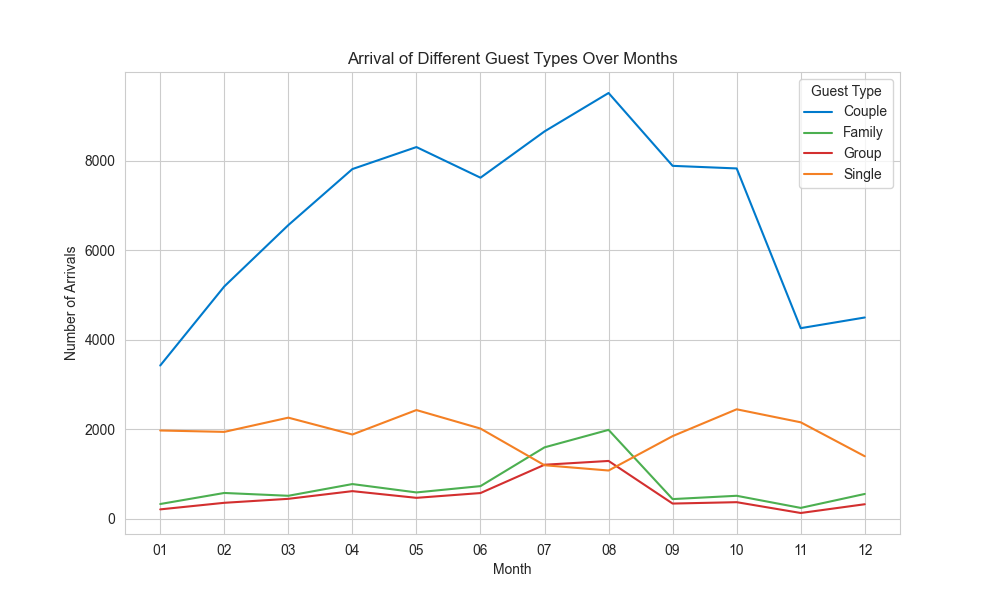 Arrival of Different Guest Types Over Months
Guest Type
Couple
Family
Group
Single
Number of Arrivals
8000
6000
4000
2000
0
01 02 03 04 05 06 07 08 09 10 11 12
Month